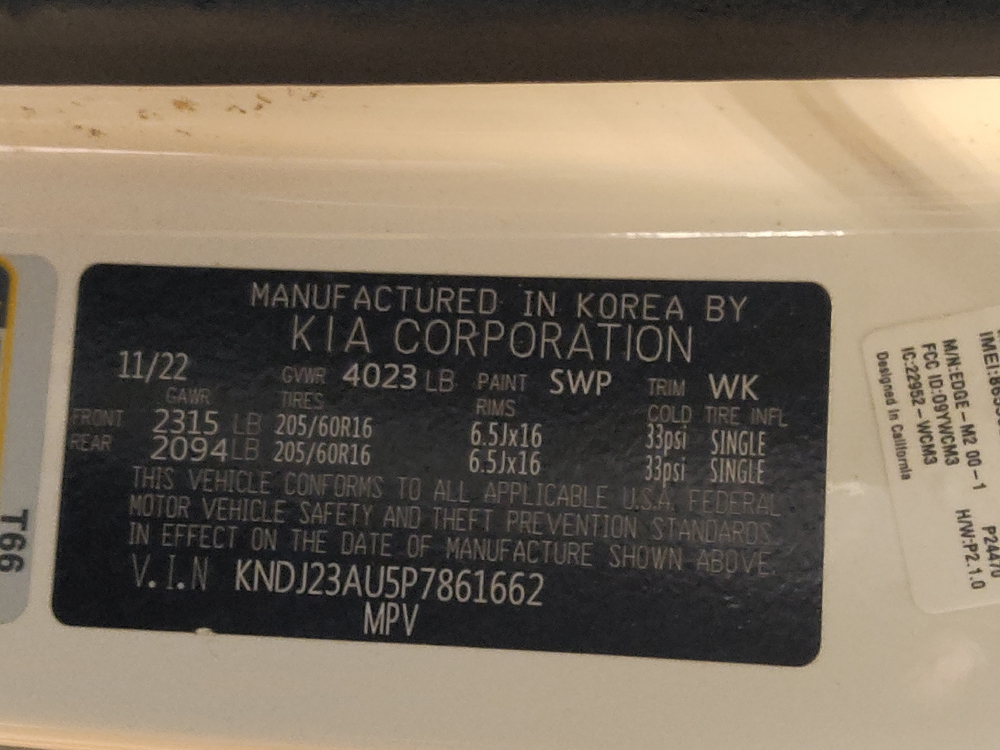 MANUFACTURED IN KOREA BY
KIA CORPORATION
11/22 GVWR 4023 LB PAINT SWP TRIM WK
GAWR TIRES RIMS COLD TIRE INFL
FRONT 2315 LB 205/60R16 6.5Jx16 33psi SINGLE
REAR 2094 LB 205/60R16 6.5Jx16 33psi SINGLE
THIS VEHICLE CONFORMS TO ALL APPLICABLE U.S.A. FEDERAL
MOTOR VEHICLE SAFETY AND THEFT PREVENTION STANDARDS
IN EFFECT ON THE DATE OF MANUFACTURE SHOWN ABOVE.
V.I.N KNDJ23AU5P7861662
MPV
T66
M/N:EDGE-M2 00-1
FCC ID:09YWCM3
IC:22952-WCM3
Designed in California
H/W:P2.1.0